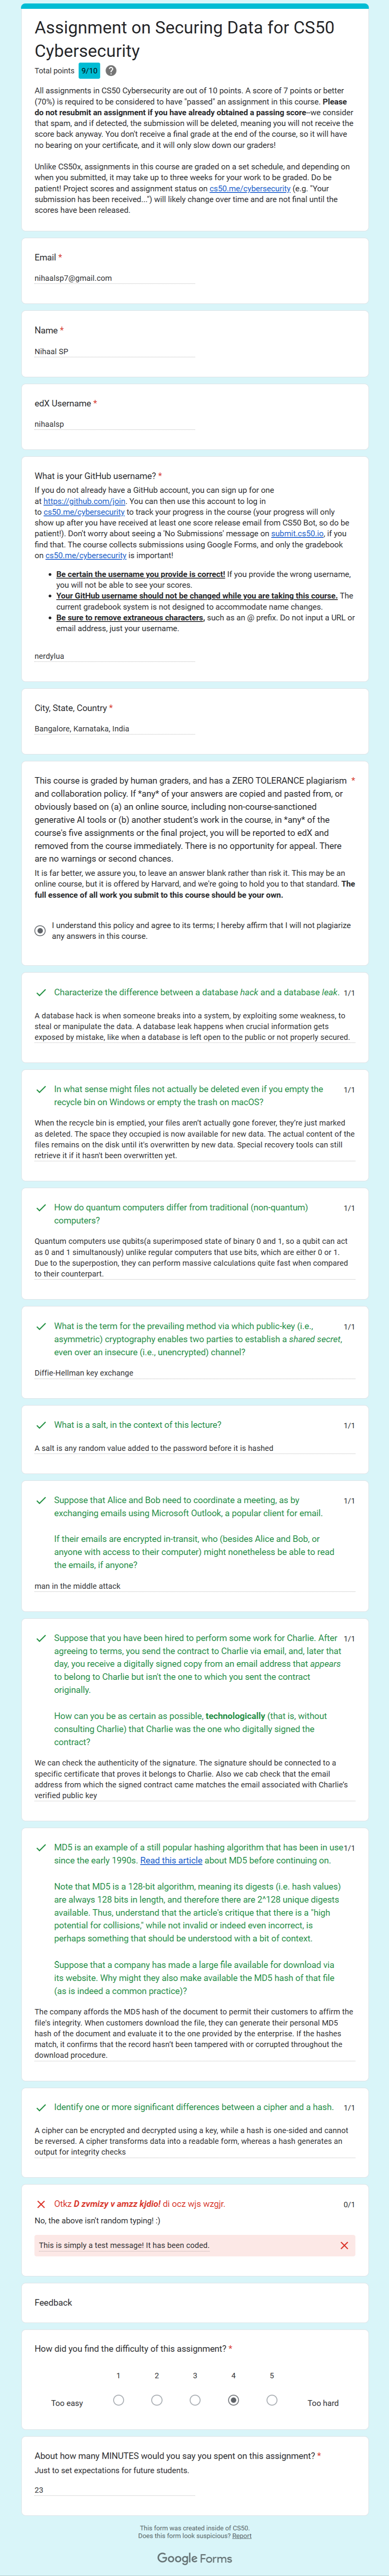 Assignment on Securing Data for CS50
Cybersecurity
Total points 9/10
All assignments in CS50 Cybersecurity are out of 10 points. A score of 7 points or better
(70%) is required to be considered to have "passed" an assignment in this course. Please
do not resubmit an assignment if you have already obtained a passing score--we consider
that spam, and if detected, the submission will be deleted, meaning you will not receive the
score back anyway. You don't receive a final grade at the end of the course, so it will have
no bearing on your certificate, and it will only slow down our graders!
Unlike CS50x, assignments in this course are graded on a set schedule, and depending on
when you submitted, it may take up to three weeks for your work to be graded. Do be
patient! Project scores and assignment status on cs50.me/cybersecurity (e.g. "Your
submission has been received...") will likely change over time and are not final until the
scores have been released.
Email *
nihaalsp7@gmail.com
Name *
Nihaal SP
edX Username *
nihaalsp
What is your GitHub username? *
If you do not already have a GitHub account, you can sign up for one
at https://github.com/join. You can then use this account to log in
to cs50.me/cybersecurity to track your progress in the course (your progress will only
show up after you have received at least one score release email from CS50 Bot, so do be
patient!). Don't worry about seeing a 'No Submissions' message on submit.cs50.io, if you
find that. The course collects submissions using Google Forms, and only the gradebook
on cs50.me/cybersecurity is important!
• Be certain the username you provide is correct! If you provide the wrong username,
you will not be able to see your scores.
• Your GitHub username should not be changed while you are taking this course. The
current gradebook system is not designed to accommodate name changes.
• Be sure to remove extraneous characters, such as an @ prefix. Do not input a URL or
email address, just your username.
nerdylua
City, State, Country *
Bangalore, Karnataka, India
This course is graded by human graders, and has a ZERO TOLERANCE plagiarism *
and collaboration policy. If *any* of your answers are copied and pasted from, or
obviously based on (a) an online source, including non-course-sanctioned
generative AI tools or (b) another student's work in the course, in *any* of the
course's five assignments or the final project, you will be reported to edX and
removed from the course immediately. There is no opportunity for appeal. There
are no warnings or second chances.
It is far better, we assure you, to leave an answer blank rather than risk it. This may be an
online course, but it is offered by Harvard, and we're going to hold you to that standard. The
full essence of all work you submit to this course should be your own.
I understand this policy and agree to its terms; I hereby affirm that I will not plagiarize
any answers in this course.
Characterize the difference between a database hack and a database leak. 1/1
A database hack is when someone breaks into a system, by exploiting some weakness, to
steal or manipulate the data. A database leak happens when crucial information gets
exposed by mistake, like when a database is left open to the public or not properly secured.
In what sense might files not actually be deleted even if you empty the 1/1
recycle bin on Windows or empty the trash on macOS?
When the recycle bin is emptied, your files aren't actually gone forever, they're just marked
as deleted. The space they occupied is now available for new data. The actual content of the
files remains on the disk until it's overwritten by new data. Special recovery tools can still
retrieve it if it hasn't been overwritten yet.
How do quantum computers differ from traditional (non-quantum) 1/1
computers?
Quantum computers use qubits(a superimposed state of binary 0 and 1, so a qubit can act
as 0 and 1 simultanously) unlike regular computers that use bits, which are either 0 or 1.
Due to the superpostion, they can perform massive calculations quite fast when compared
to their counterpart.
What is the term for the prevailing method via which public-key (i.e., 1/1
asymmetric) cryptography enables two parties to establish a shared secret,
even over an insecure (i.e., unencrypted) channel?
Diffie-Hellman key exchange
What is a salt, in the context of this lecture? 1/1
A salt is any random value added to the password before it is hashed
Suppose that Alice and Bob need to coordinate a meeting, as by 1/1
exchanging emails using Microsoft Outlook, a popular client for email.
If their emails are encrypted in-transit, who (besides Alice and Bob, or
anyone with access to their computer) might nonetheless be able to read
the emails, if anyone?
man in the middle attack
Suppose that you have been hired to perform some work for Charlie. After 1/1
agreeing to terms, you send the contract to Charlie via email, and, later that
day, you receive a digitally signed copy from an email address that appears
to belong to Charlie but isn't the one to which you sent the contract
originally.
How can you be as certain as possible, technologically (that is, without
consulting Charlie) that Charlie was the one who digitally signed the
contract?
We can check the authenticity of the signature. The signature should be connected to a
specific certificate that proves it belongs to Charlie. Also we cab check that the email
address from which the signed contract came matches the email associated with Charlie's
verified public key
MD5 is an example of a still popular hashing algorithm that has been in use 1/1
since the early 1990s. Read this article about MD5 before continuing on.
Note that MD5 is a 128-bit algorithm, meaning its digests (i.e. hash values)
are always 128 bits in length, and therefore there are 2^128 unique digests
available. Thus, understand that the article's critique that there is a "high
potential for collisions," while not invalid or indeed even incorrect, is
perhaps something that should be understood with a bit of context.
Suppose that a company has made a large file available for download via
its website. Why might they also make available the MD5 hash of that file
(as is indeed a common practice)?
The company affords the MD5 hash of the document to permit their customers to affirm the
file's integrity. When customers download the file, they can generate their personal MD5
hash of the document and evaluate it to the one provided by the enterprise. If the hashes
match, it confirms that the record hasn't been tampered with or corrupted throughout the
download procedure.
Identify one or more significant differences between a cipher and a hash. 1/1
A cipher can be encrypted and decrypted using a key, while a hash is one-sided and cannot
be reversed. A cipher transforms data into a readable form, whereas a hash generates an
output for integrity checks
Otkz D zvmizy v amzz kjdio! di ocz wjs wzgjr. 0/1
No, the above isn't random typing! :)
This is simply a test message! It has been coded.
Feedback
How did you find the difficulty of this assignment? *
1 2 3 4 5
Too easy Too hard
About how many MINUTES would you say you spent on this assignment? *
Just to set expectations for future students.
23
This form was created inside of CS50.
Does this form look suspicious? Report
Google Forms